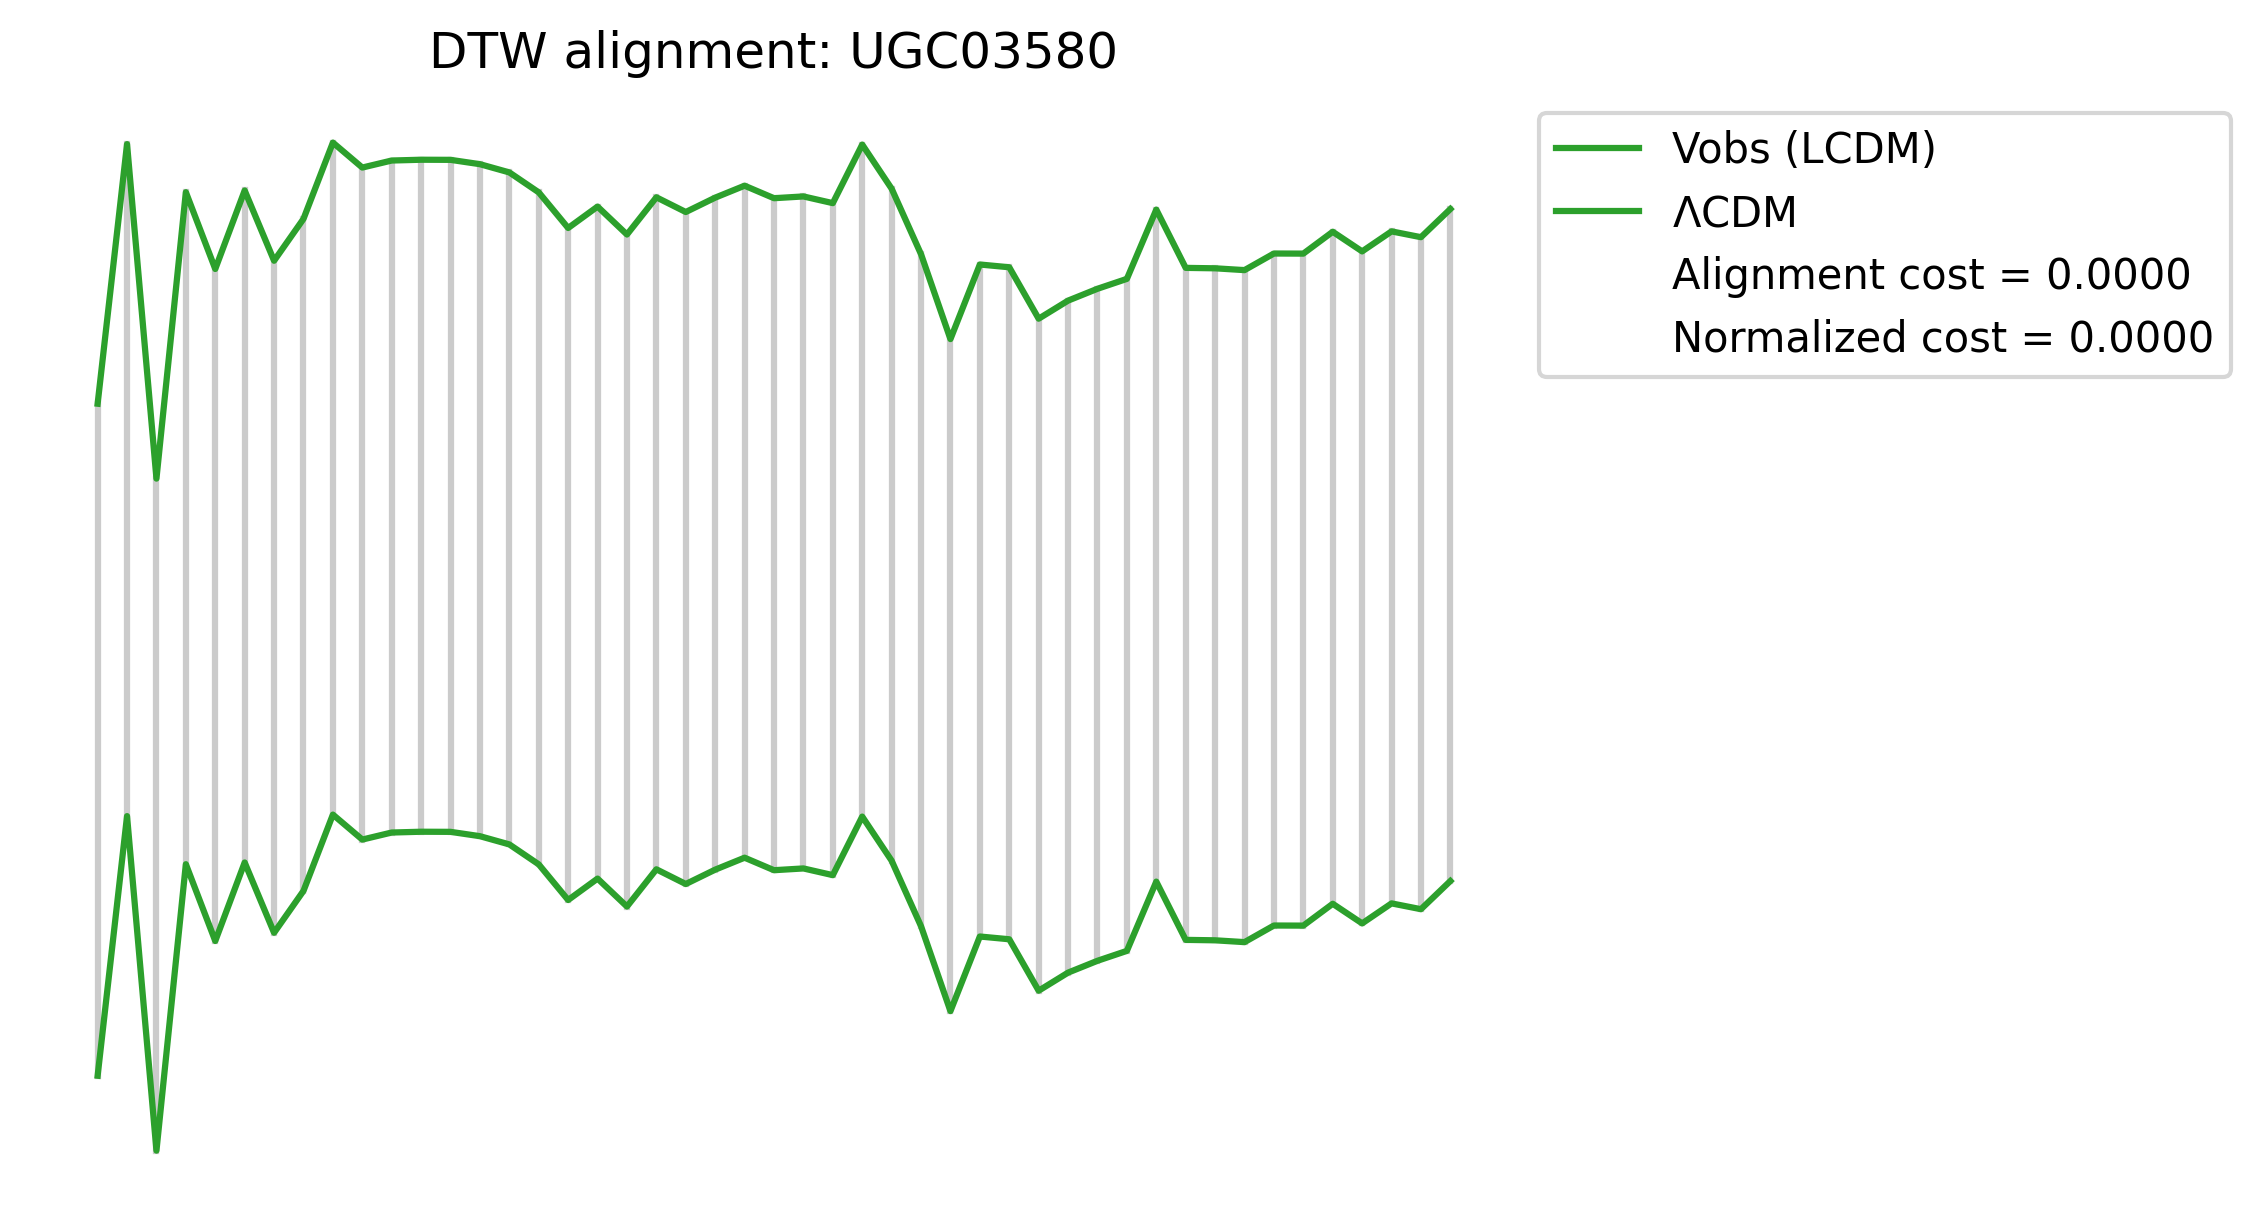 DTW alignment: UGC03580
Vobs (LCDM)
ΛCDM
Alignment cost = 0.0000
Normalized cost = 0.0000